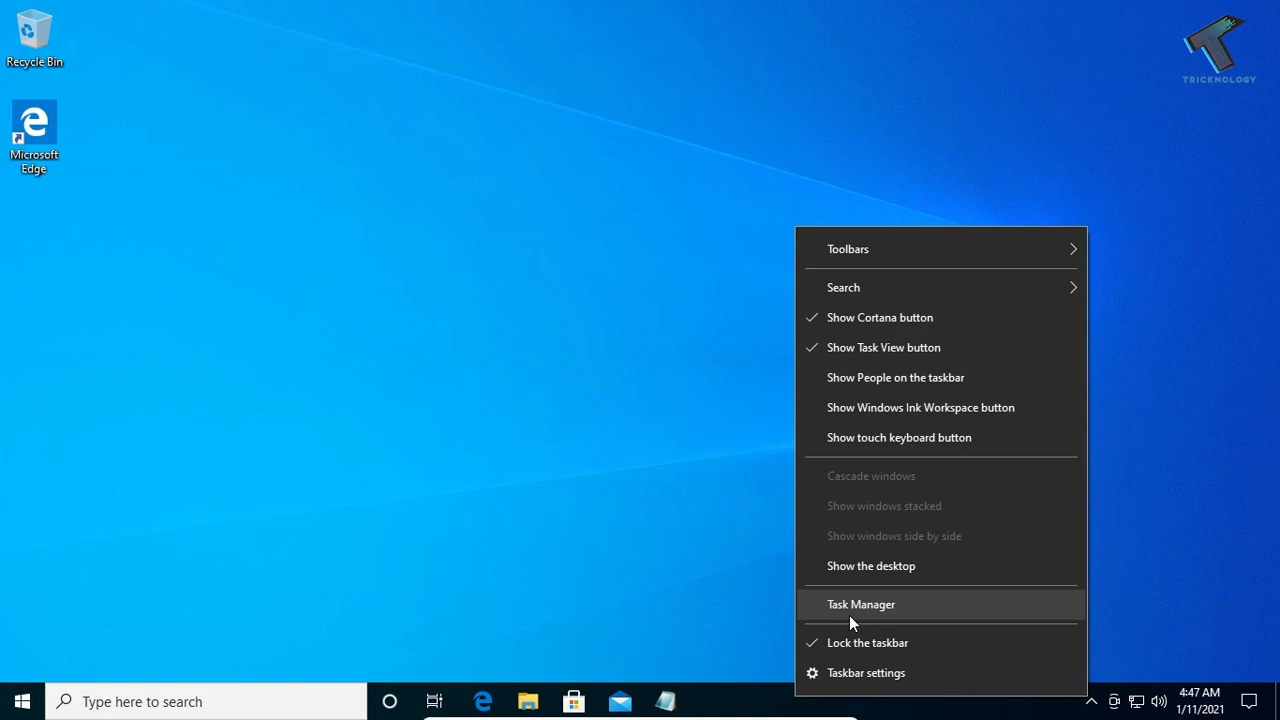 Recycle Bin
TRICKNOLOGY
Microsoft
Edge
Toolbars
Search
Show Cortana button
Show Task View button
Show People on the taskbar
Show Windows Ink Workspace button
Show touch keyboard button
Cascade windows
Show windows stacked
Show windows side by side
Show the desktop
Task Manager
Lock the taskbar
Taskbar settings
Type here to search
4:47 AM
1/11/2021